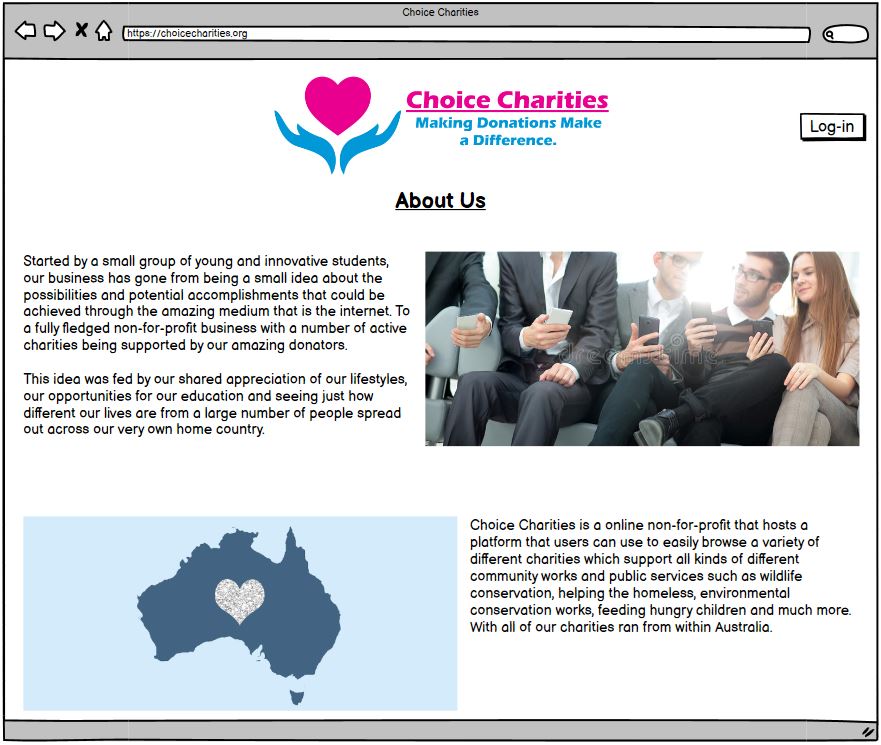 Choice Charities
https://choicecharities.org
Choice Charities
Making Donations Make
a Difference.
Log-in
About Us
Started by a small group of young and innovative students,
our business has gone from being a small idea about the
possibilities and potential accomplishments that could be
achieved through the amazing medium that is the internet. To
a fully fledged non-for-profit business with a number of active
charities being supported by our amazing donators.
This idea was fed by our shared appreciation of our lifestyles,
our opportunities for our education and seeing just how
different our lives are from a large number of people spread
out across our very own home country.
dreamstime
Choice Charities is a online non-for-profit that hosts a
platform that users can use to easily browse a variety of
different charities which support all kinds of different
community works and public services such as wildlife
conservation, helping the homeless, environmental
conservation works, feeding hungry children and much more.
With all of our charities ran from within Australia.